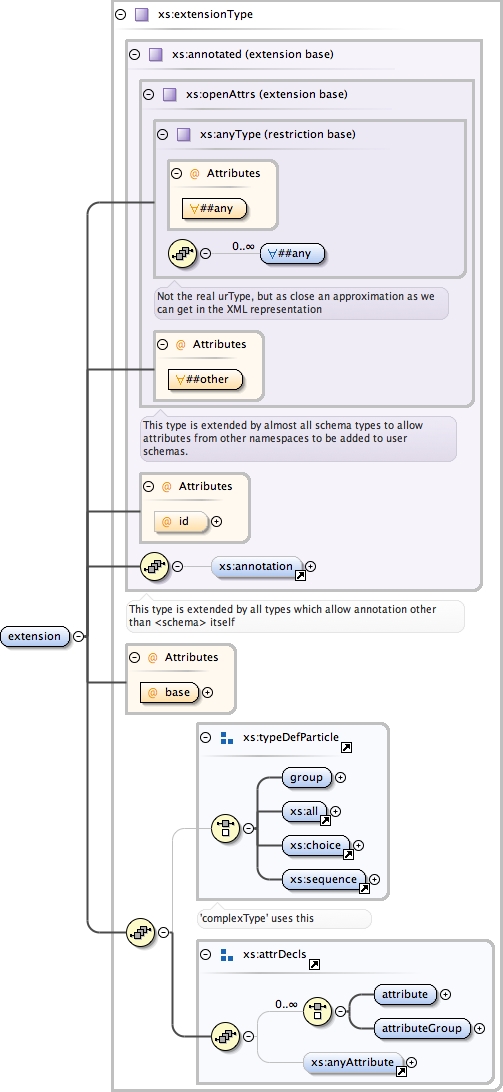 xs:extensionType
xs:annotated (extension base)
xs:openAttrs (extension base)
xs:anyType (restriction base)
@ Attributes
∀##any
0..∞
∀##any
Not the real urType, but as close an approximation as we
can get in the XML representation
@ Attributes
∀##other
This type is extended by almost all schema types to allow
attributes from other namespaces to be added to user
schemas.
@ Attributes
@ id
xs:annotation
This type is extended by all types which allow annotation other
than <schema> itself
extension
@ Attributes
@ base
xs:typeDefParticle
group
xs:all
xs:choice
xs:sequence
'complexType' uses this
xs:attrDecls
0..∞
attribute
attributeGroup
xs:anyAttribute